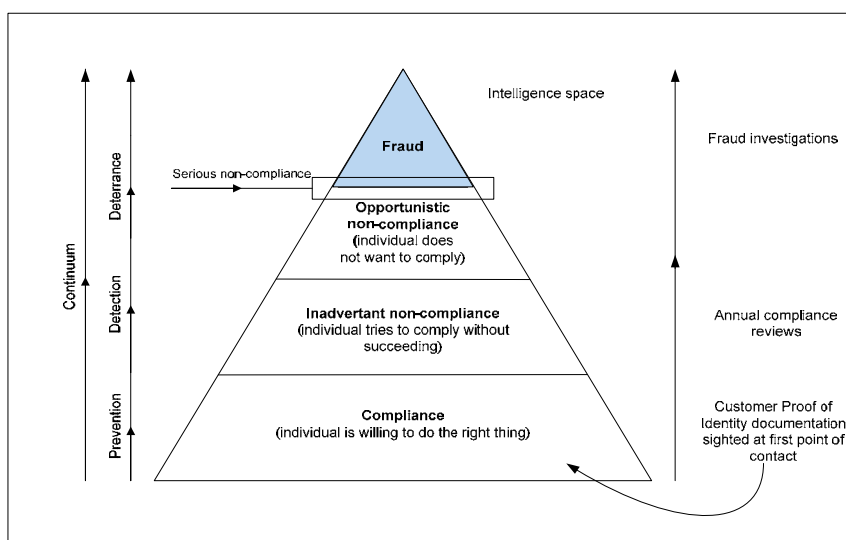 Intelligence space
Fraud
Fraud investigations
Serious non-compliance
Opportunistic
non-compliance
(individual does
not want to comply)
Continuum
Deterrance
Detection
Prevention
Inadvertant non-compliance
(individual tries to comply without
succeeding)
Annual compliance
reviews
Compliance
(individual is willing to do the right thing)
Customer Proof of
Identity documentation
sighted at first point of
contact